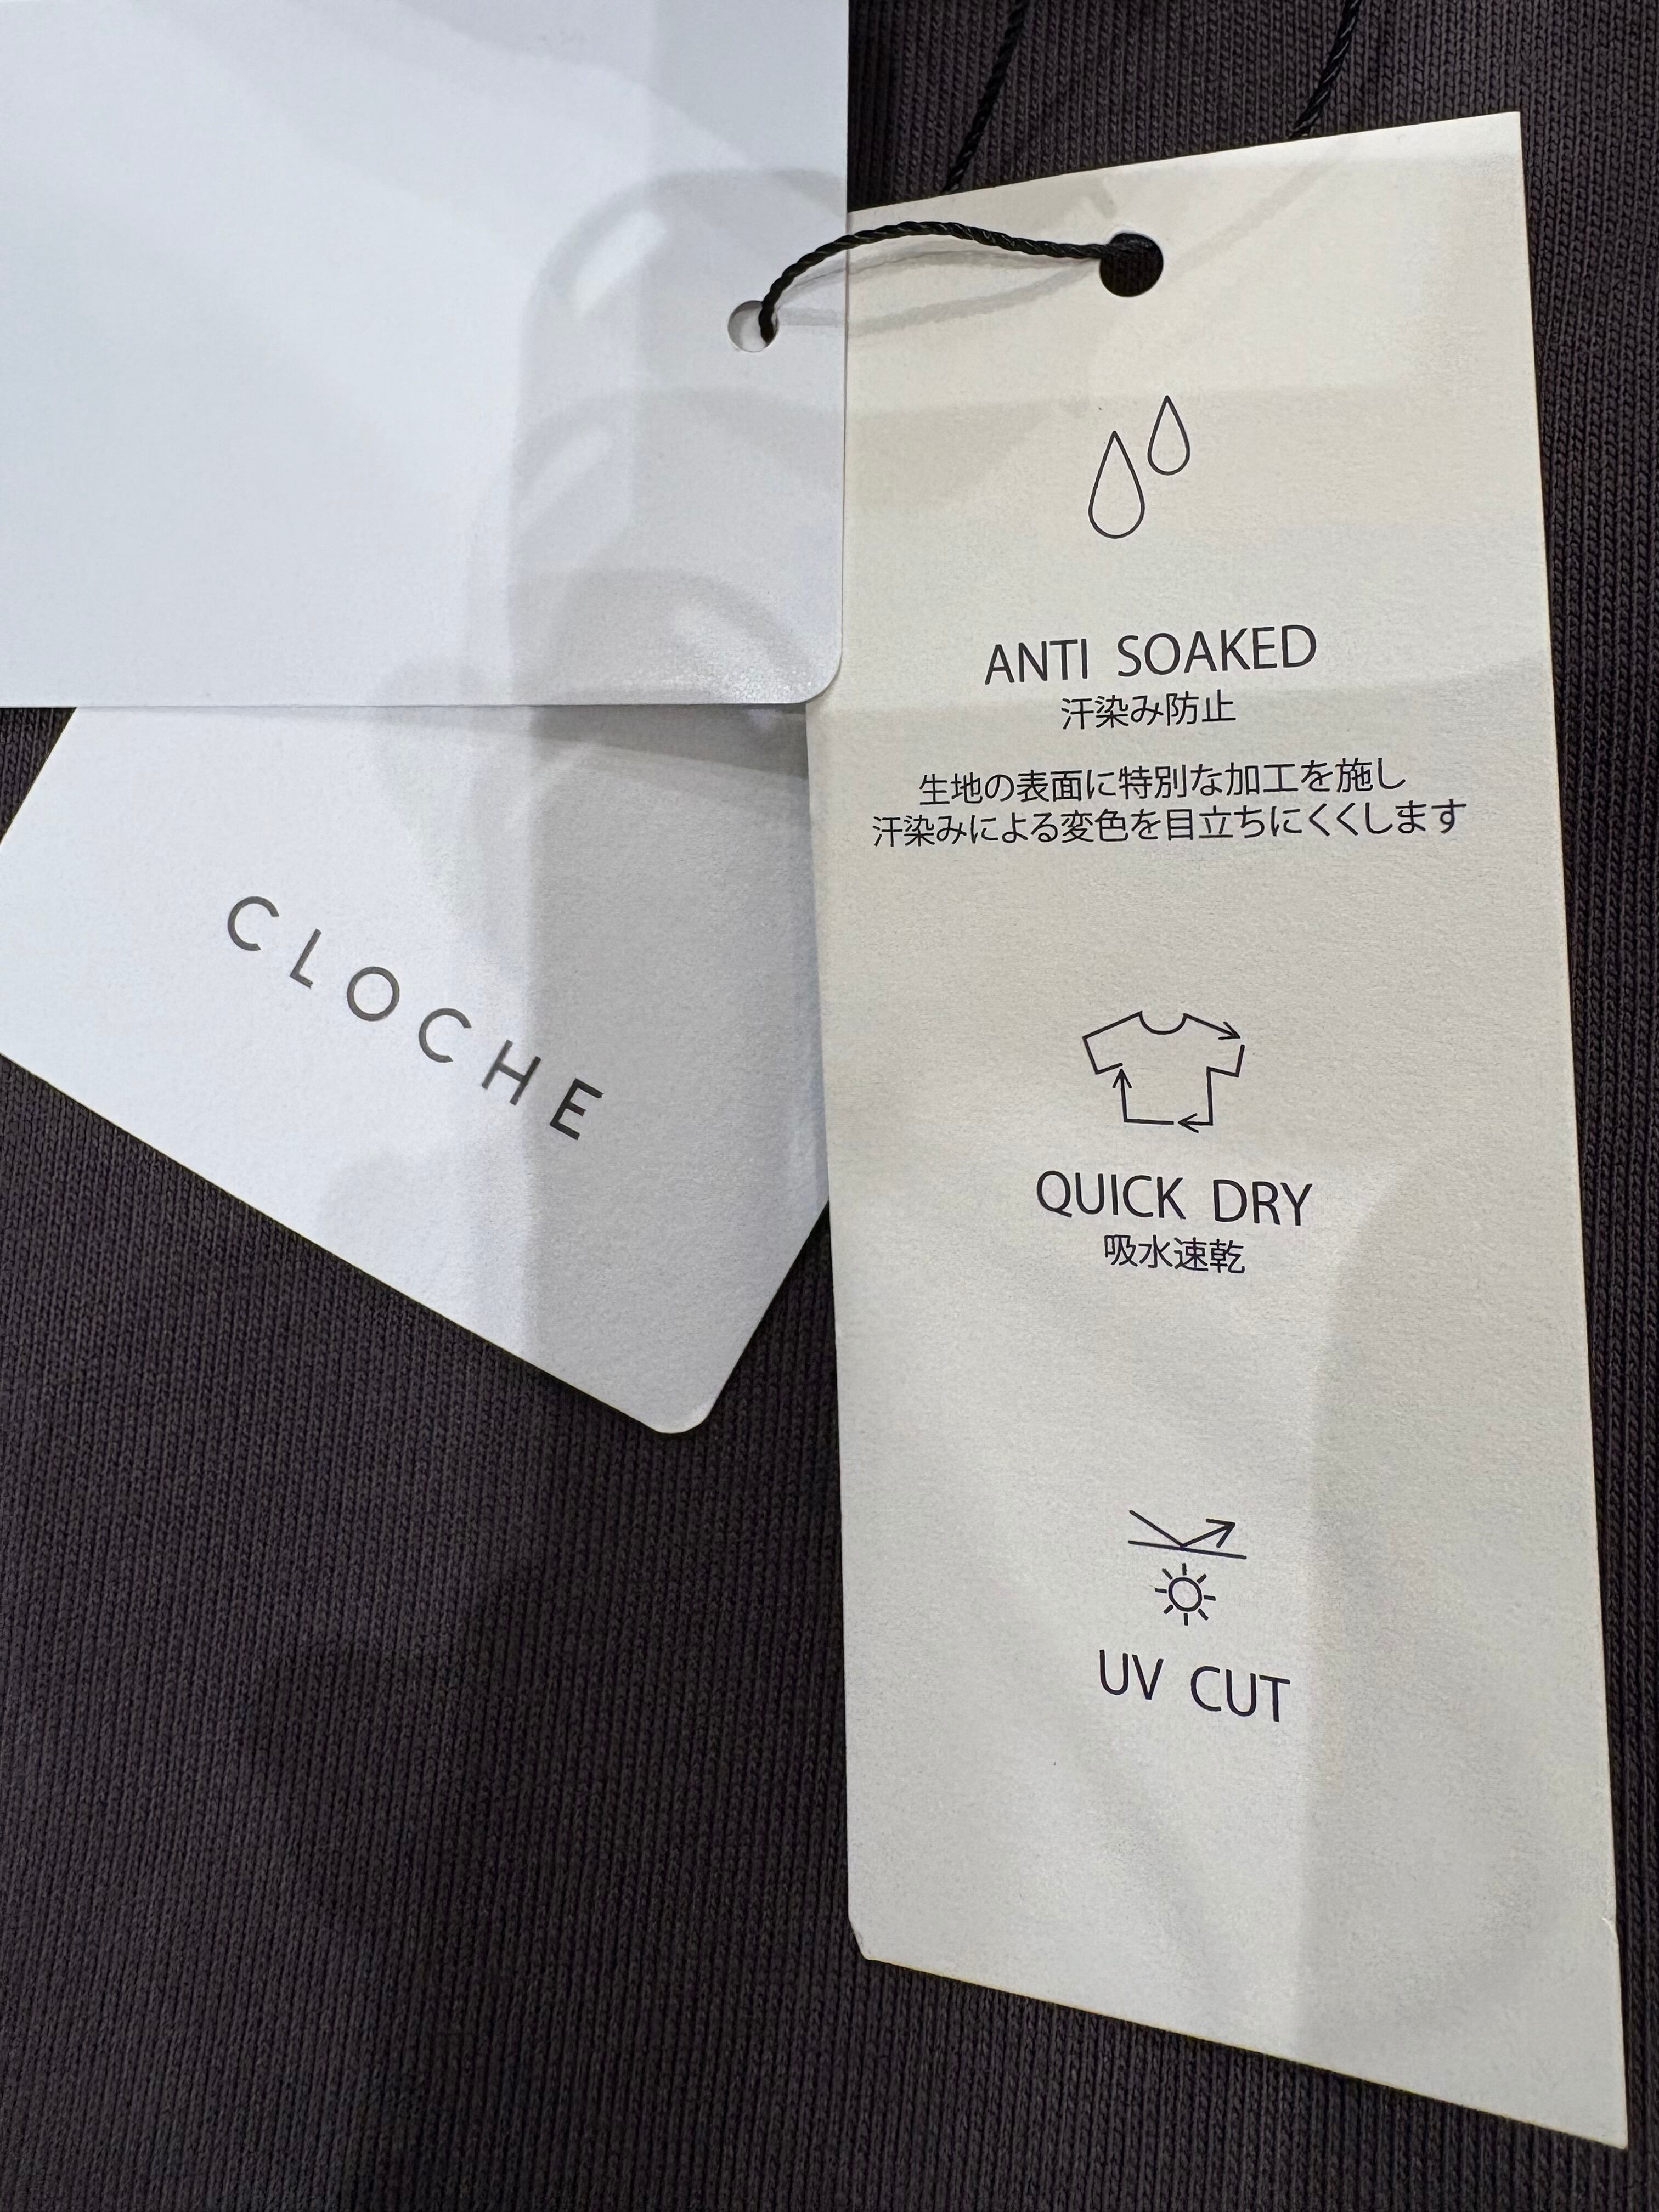 CLOCHE
ANTI SOAKED
汗染み防止
生地の表面に特別な加工を施し
汗染みによる変色を目立ちにくくします
QUICK DRY
吸水速乾
UV CUT